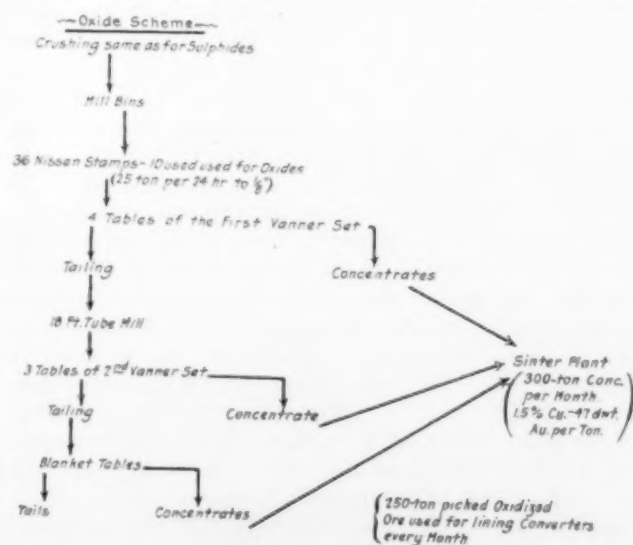 Oxide Scheme
Crushing same as for Sulphides
Mill Bins
36 Nissen Stamps-10 used used for Oxides
(25 ton per 24 hr to 1/8")
4 Tables of the First Vanner Set
Tailing
Concentrates
18 Ft. Tube Mill
3 Tables of 2nd Vanner Set
Sinter Plant
(300-ton Conc.
per Month.
1.5% Cu.-47 dwt.
Au. per Ton.)
Tailing
Concentrate
Blanket Tables
Tails
Concentrates
250-ton picked Oxidized
Ore used for lining Converters
every Month